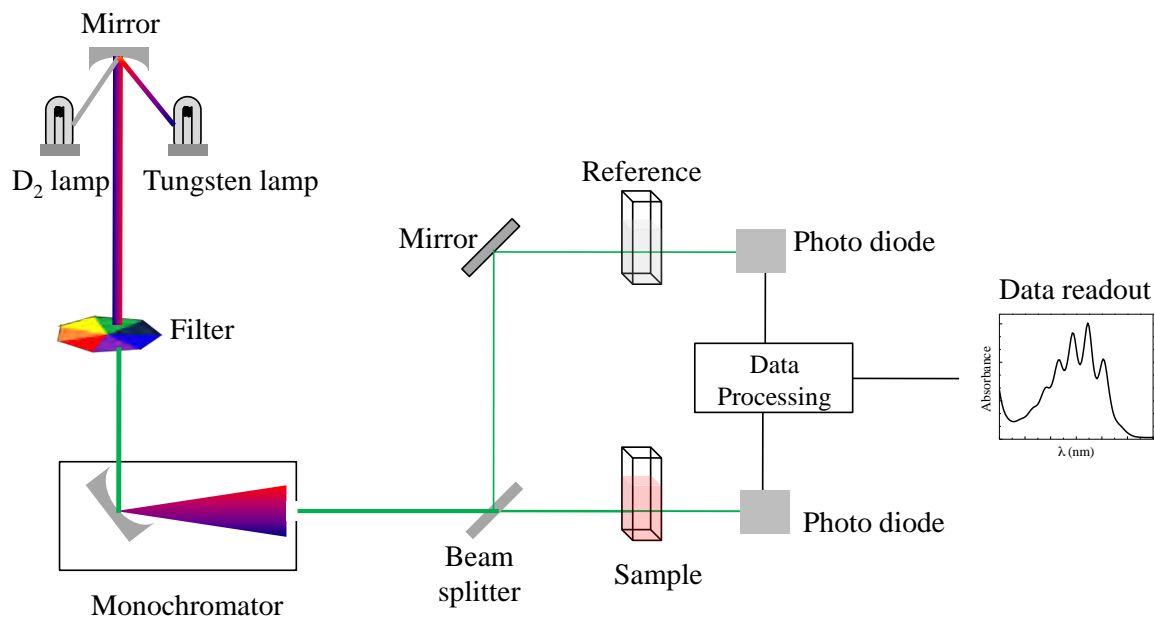 Mirror
D₂ lamp
Tungsten lamp
Filter
Monochromator
Beam
splitter
Mirror
Reference
Photo diode
Data
Processing
Sample
Photo diode
Data readout
Absorbance
λ (nm)